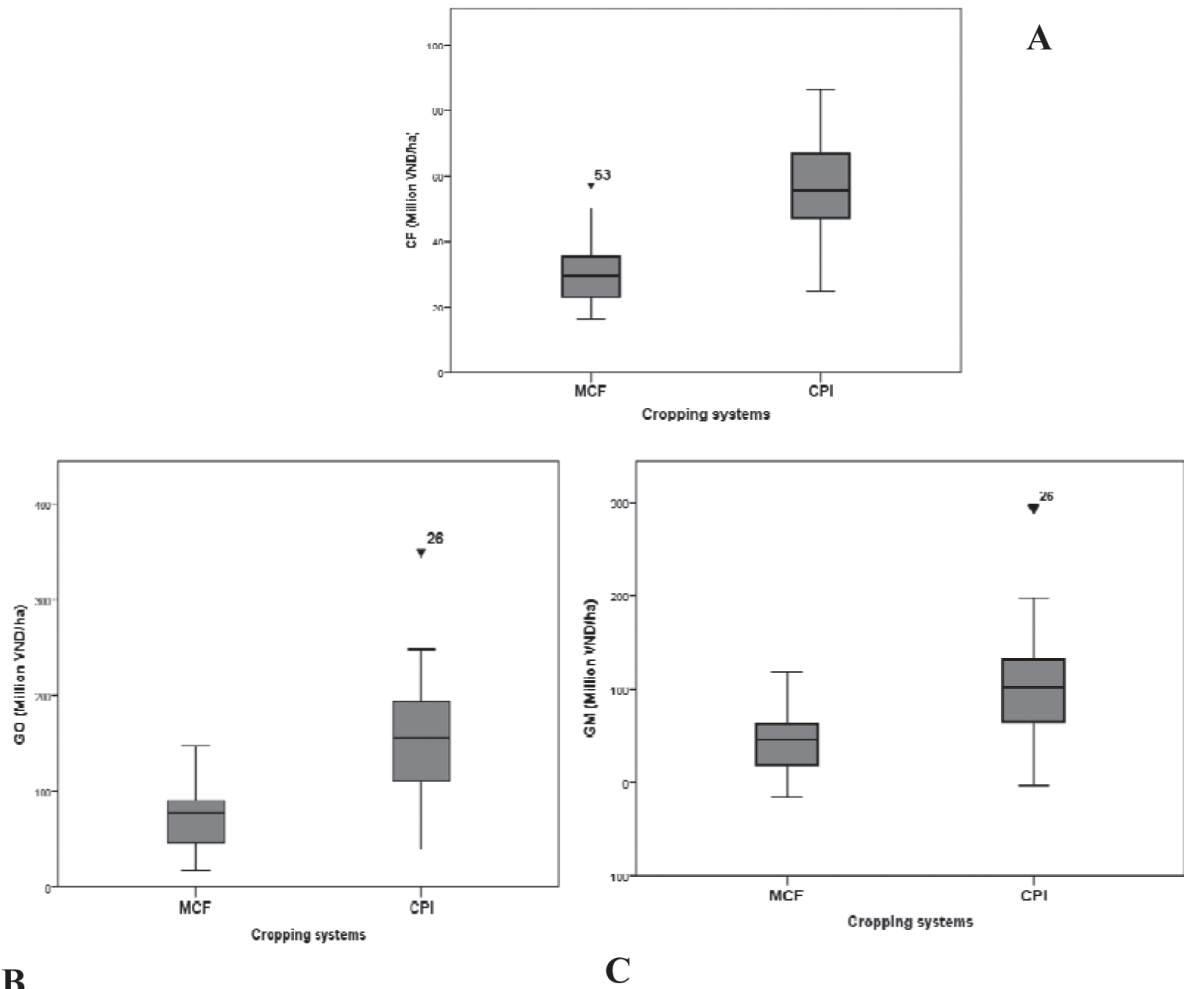 A
100
80
60
40
20
0
CF (Million VND/ha)
53
MCF CPI
Cropping systems
400
300
200
100
0
GO (Million VND/ha)
26
MCF CPI
Cropping systems
B
300
200
100
0
100
GM (Million VND/ha)
26
MCF CPI
Cropping systems
C